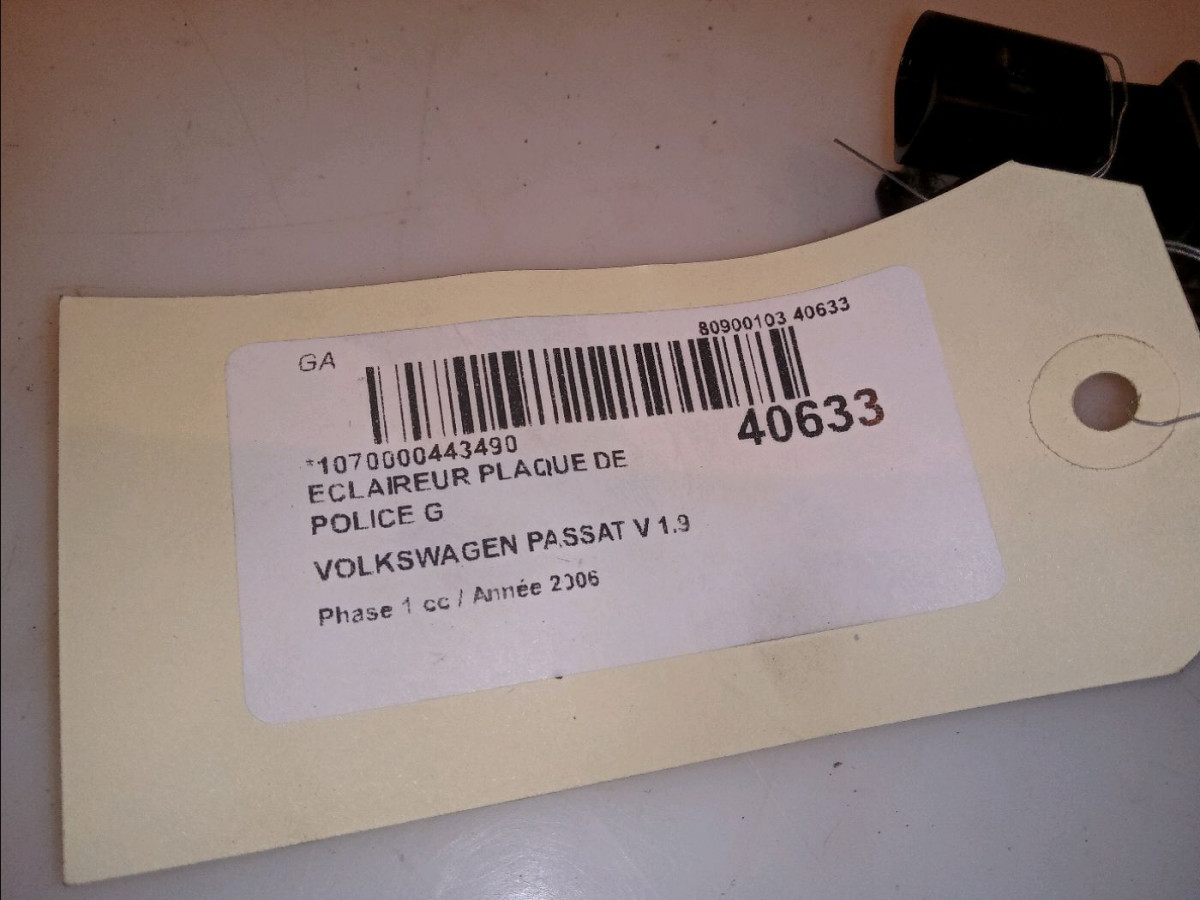 GA
80900103 40633
40633
*1070000443490
ECLAIREUR PLAQUE DE
POLICE G
VOLKSWAGEN PASSAT V 1.9
Phase 1 cc / Année 2006